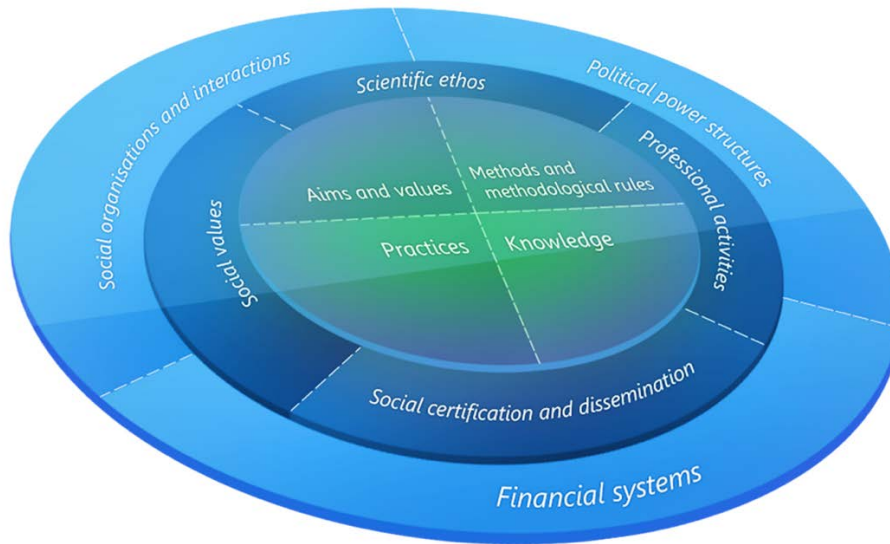 Social organisations and interactions
Political power structures
Scientific ethos
Professional activities
Social values
Aims and values
Methods and
methodological rules
Practices
Knowledge
Social certification and dissemination
Financial systems